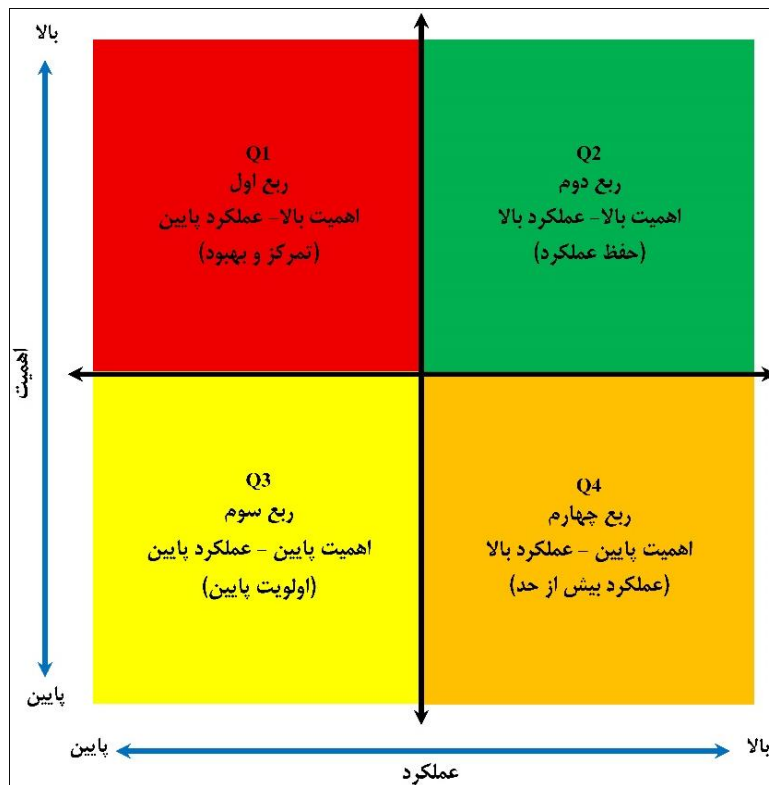 بالا
Q1
ربع اول
اهمیت بالا– عملکرد پایین
(تمرکز و بهبود)
Q2
ربع دوم
اهمیت بالا– عملکرد بالا
(حفظ عملکرد)
اهمیت
Q3
ربع سوم
اهمیت پایین – عملکرد پایین
(اولویت پایین)
Q4
ربع چهارم
اهمیت پایین – عملکرد بالا
(عملکرد بیش از حد)
پایین
پایین
بالا
عملکرد